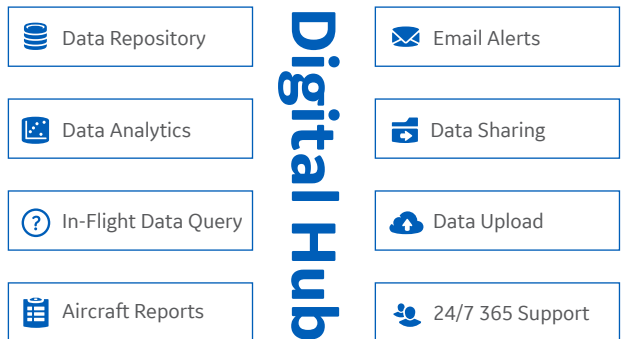 Data Repository
Data Analytics
In-Flight Data Query
Aircraft Reports
Digital Hub
Email Alerts
Data Sharing
Data Upload
24/7 365 Support